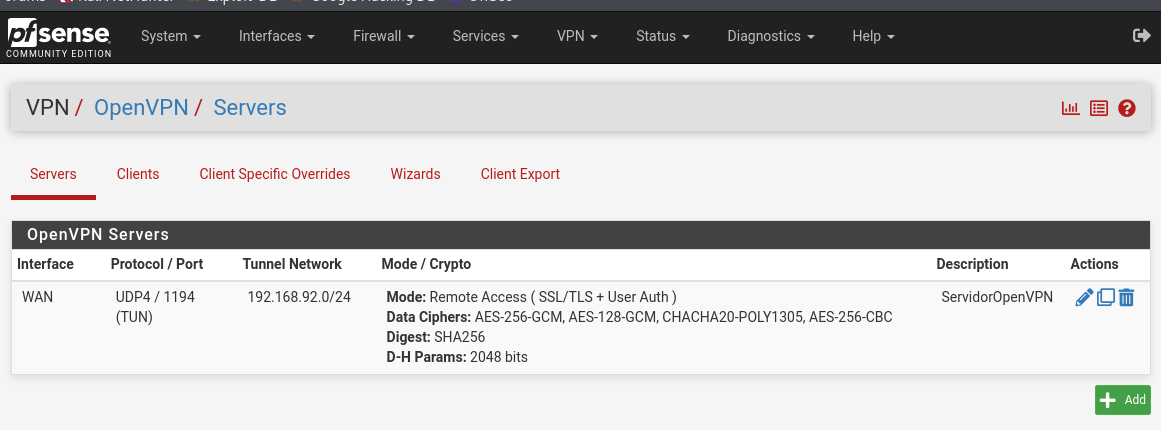 pfsense
COMMUNITY EDITION
System Interfaces Firewall Services VPN Status Diagnostics Help
VPN / OpenVPN / Servers
Servers Clients Client Specific Overrides Wizards Client Export
OpenVPN Servers
Interface Protocol / Port Tunnel Network Mode / Crypto Description Actions
WAN UDP4 / 1194 192.168.92.0/24 Mode: Remote Access ( SSL/TLS + User Auth ) ServidorOpenVPN
(TUN) Data Ciphers: AES-256-GCM, AES-128-GCM, CHACHA20-POLY1305, AES-256-CBC
Digest: SHA256
D-H Params: 2048 bits
Add